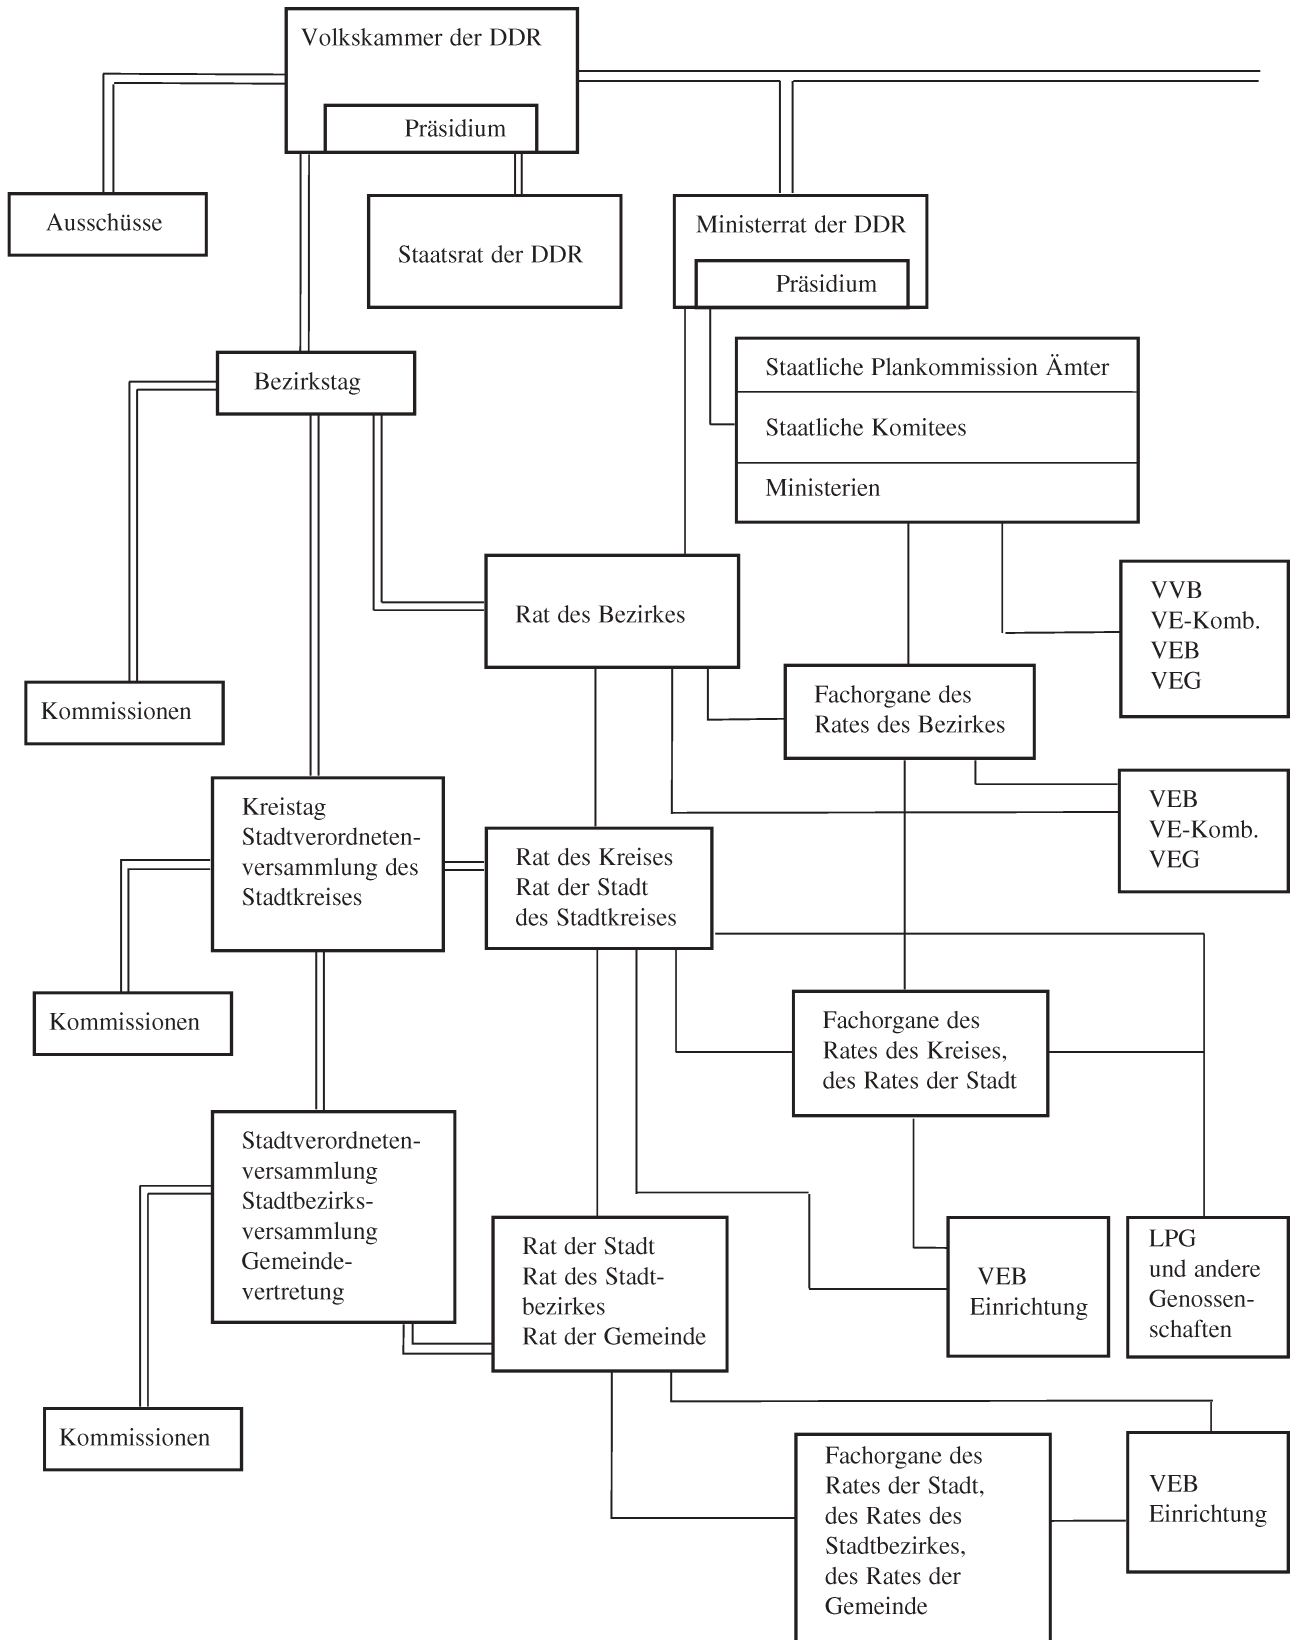 Volkskammer der DDR
Präsidium
Ausschüsse
Staatsrat der DDR
Ministerrat der DDR
Präsidium
Staatliche Plankommission Ämter
Staatliche Komitees
Ministerien
Bezirkstag
Rat des Bezirkes
VVB
VE-Komb.
VEB
VEG
Kommissionen
Fachorgane des
Rates des Bezirkes
Kreistag
Stadtverordneten-
versammlung des
Stadtkreises
VEB
VE-Komb.
VEG
Rat des Kreises
Rat der Stadt
des Stadtkreises
Kommissionen
Fachorgane des
Rates des Kreises,
des Rates der Stadt
Stadtverordneten-
versammlung
Stadtbezirks-
versammlung
Gemeinde-
vertretung
Rat der Stadt
Rat des Stadt-
bezirkes
Rat der Gemeinde
VEB
Einrichtung
LPG
und andere
Genossen-
schaften
Kommissionen
Fachorgane des
Rates der Stadt,
des Rates des
Stadtbezirkes,
des Rates der
Gemeinde
VEB
Einrichtung